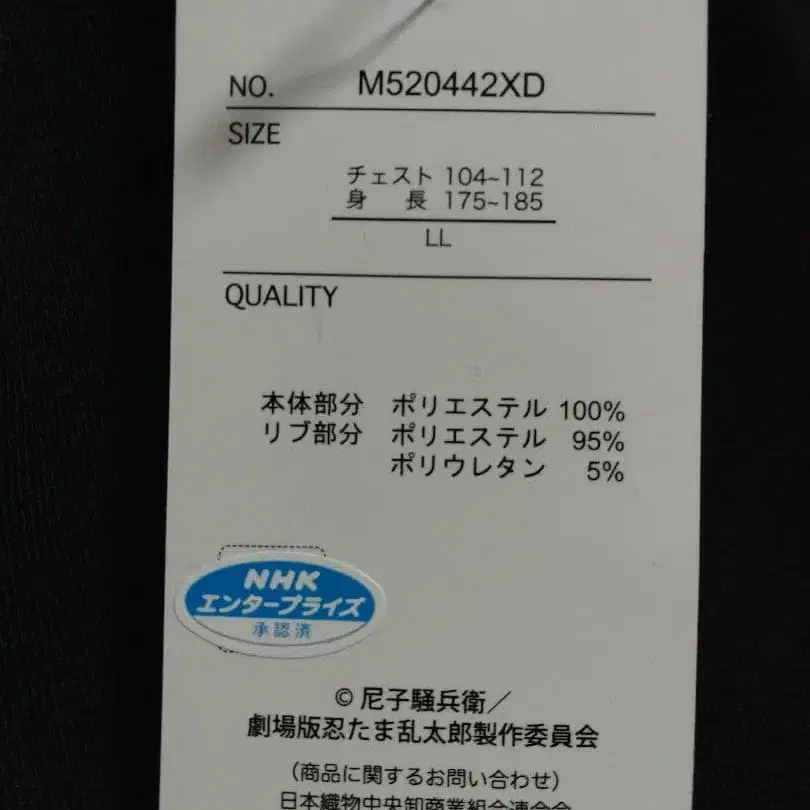 NO. M520442XD
SIZE
チェスト 104~112
身 長 175~185
LL
QUALITY
本体部分 ポリエステル 100%
リブ部分 ポリエステル 95%
ポリウレタン 5%
NHK
エンタープライズ
承認済
© 尼子騒兵衛/
劇場版忍たま乱太郎製作委員会
(商品に関するお問い合わせ)
日本織物中央卸商業組合連合会